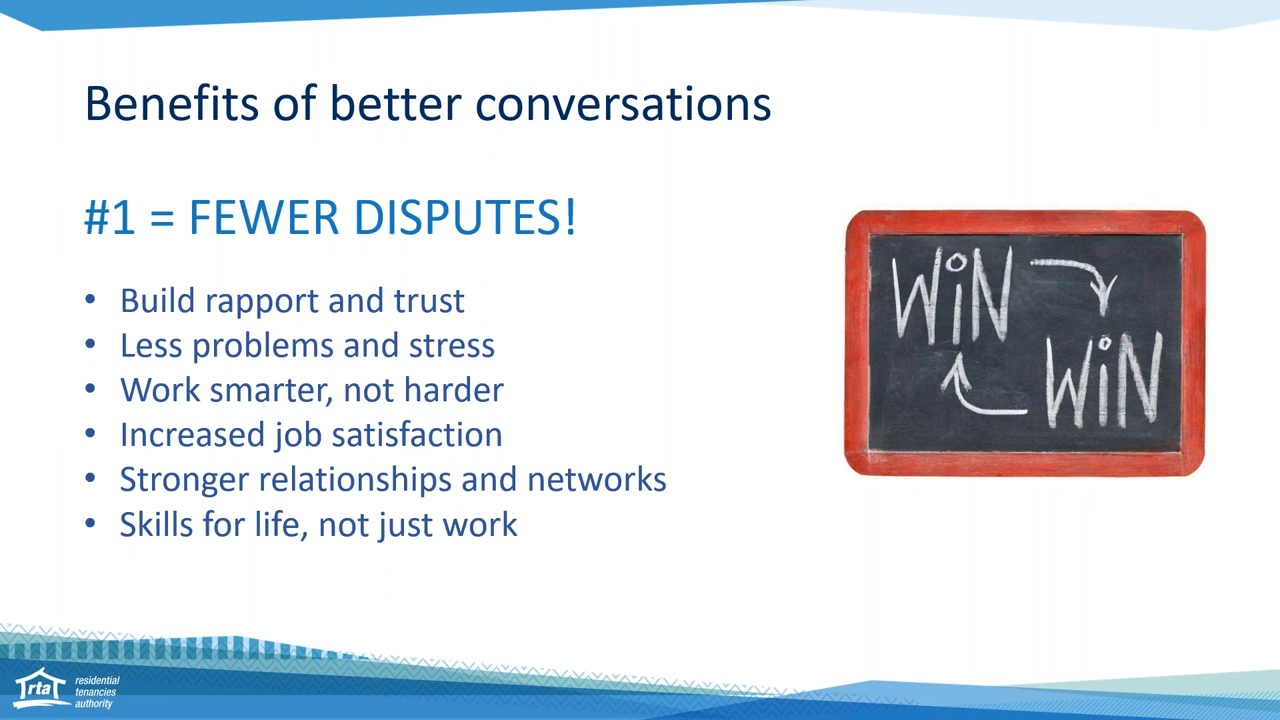 Benefits of better conversations
#1 = FEWER DISPUTES!
• Build rapport and trust
• Less problems and stress
• Work smarter, not harder
• Increased job satisfaction
• Stronger relationships and networks
• Skills for life, not just work
WiN
WiN
rta
residential
tenancies
authority